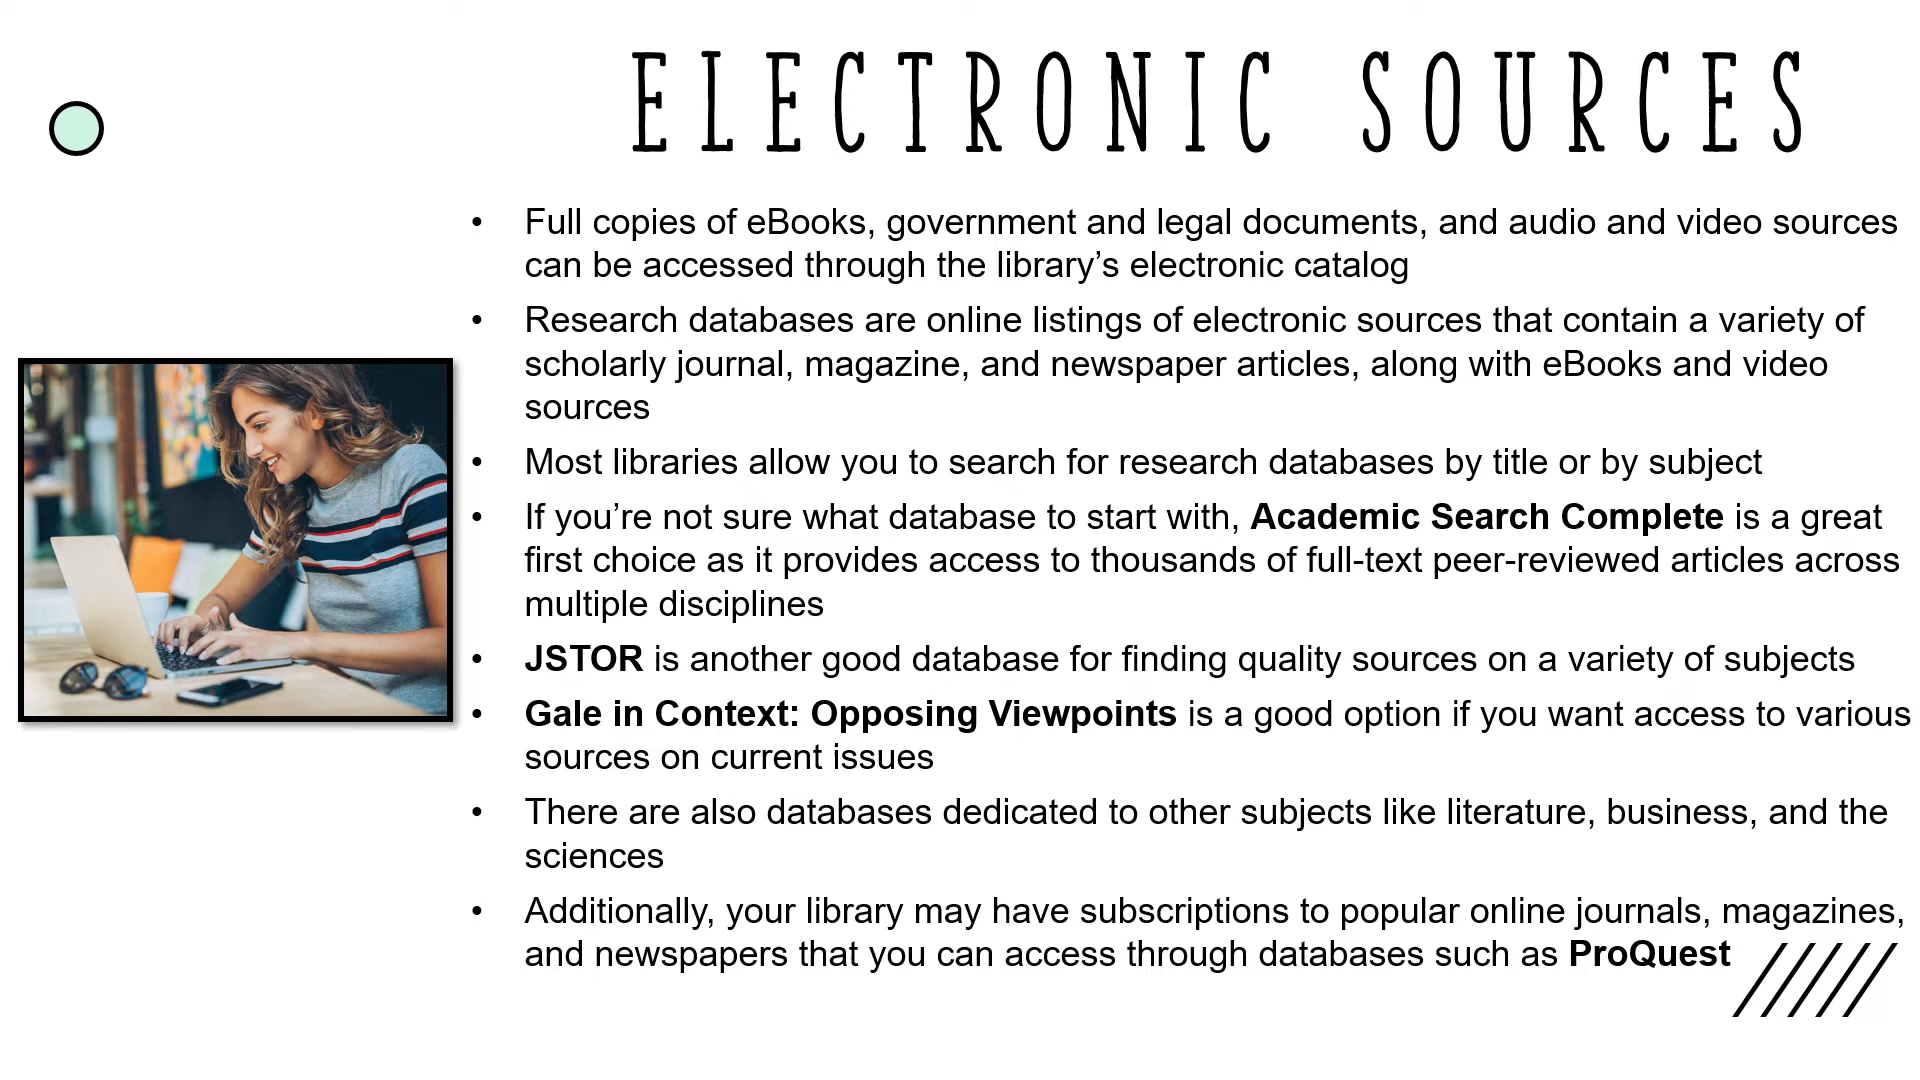 ELECTRONIC SOURCES
• Full copies of eBooks, government and legal documents, and audio and video sources
can be accessed through the library’s electronic catalog
• Research databases are online listings of electronic sources that contain a variety of
scholarly journal, magazine, and newspaper articles, along with eBooks and video
sources
• Most libraries allow you to search for research databases by title or by subject
• If you’re not sure what database to start with, Academic Search Complete is a great
first choice as it provides access to thousands of full-text peer-reviewed articles across
multiple disciplines
• JSTOR is another good database for finding quality sources on a variety of subjects
• Gale in Context: Opposing Viewpoints is a good option if you want access to various
sources on current issues
• There are also databases dedicated to other subjects like literature, business, and the
sciences
• Additionally, your library may have subscriptions to popular online journals, magazines,
and newspapers that you can access through databases such as ProQuest